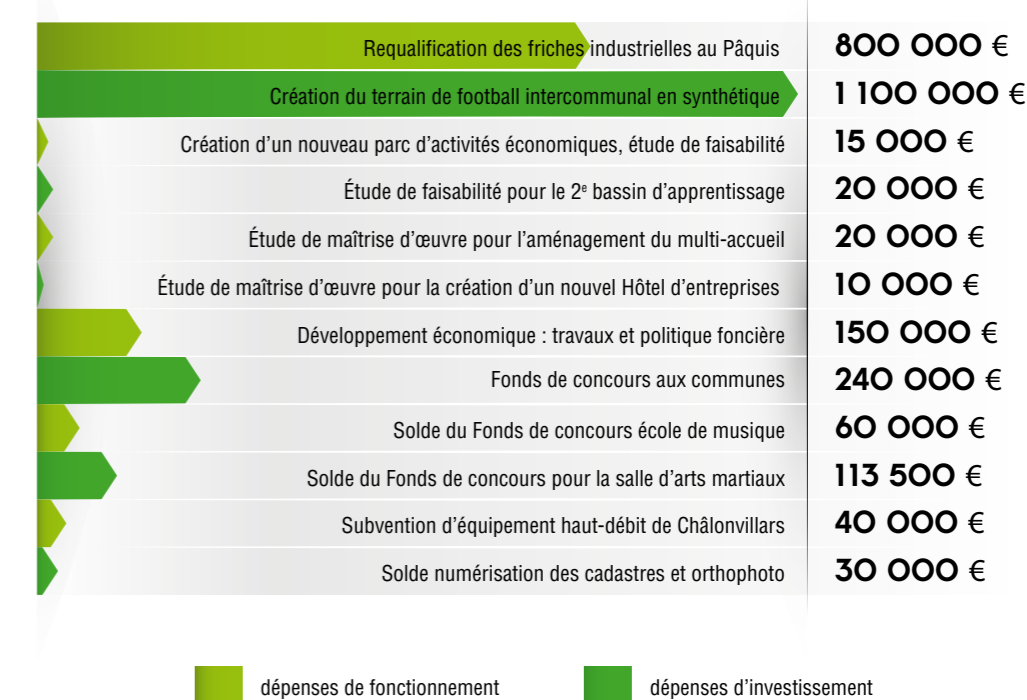 Requalification des friches industrielles au Pâquis 800 000 €
Création du terrain de football intercommunal en synthétique 1 100 000 €
Création d’un nouveau parc d’activités économiques, étude de faisabilité 15 000 €
Étude de faisabilité pour le 2e bassin d’apprentissage 20 000 €
Étude de maîtrise d’œuvre pour l’aménagement du multi-accueil 20 000 €
Étude de maîtrise d’œuvre pour la création d’un nouvel Hôtel d’entreprises 10 000 €
Développement économique : travaux et politique foncière 150 000 €
Fonds de concours aux communes 240 000 €
Solde du Fonds de concours école de musique 60 000 €
Solde du Fonds de concours pour la salle d’arts martiaux 113 500 €
Subvention d’équipement haut-débit de Châlonvillars 40 000 €
Solde numérisation des cadastres et orthophoto 30 000 €
dépenses de fonctionnement dépenses d’investissement